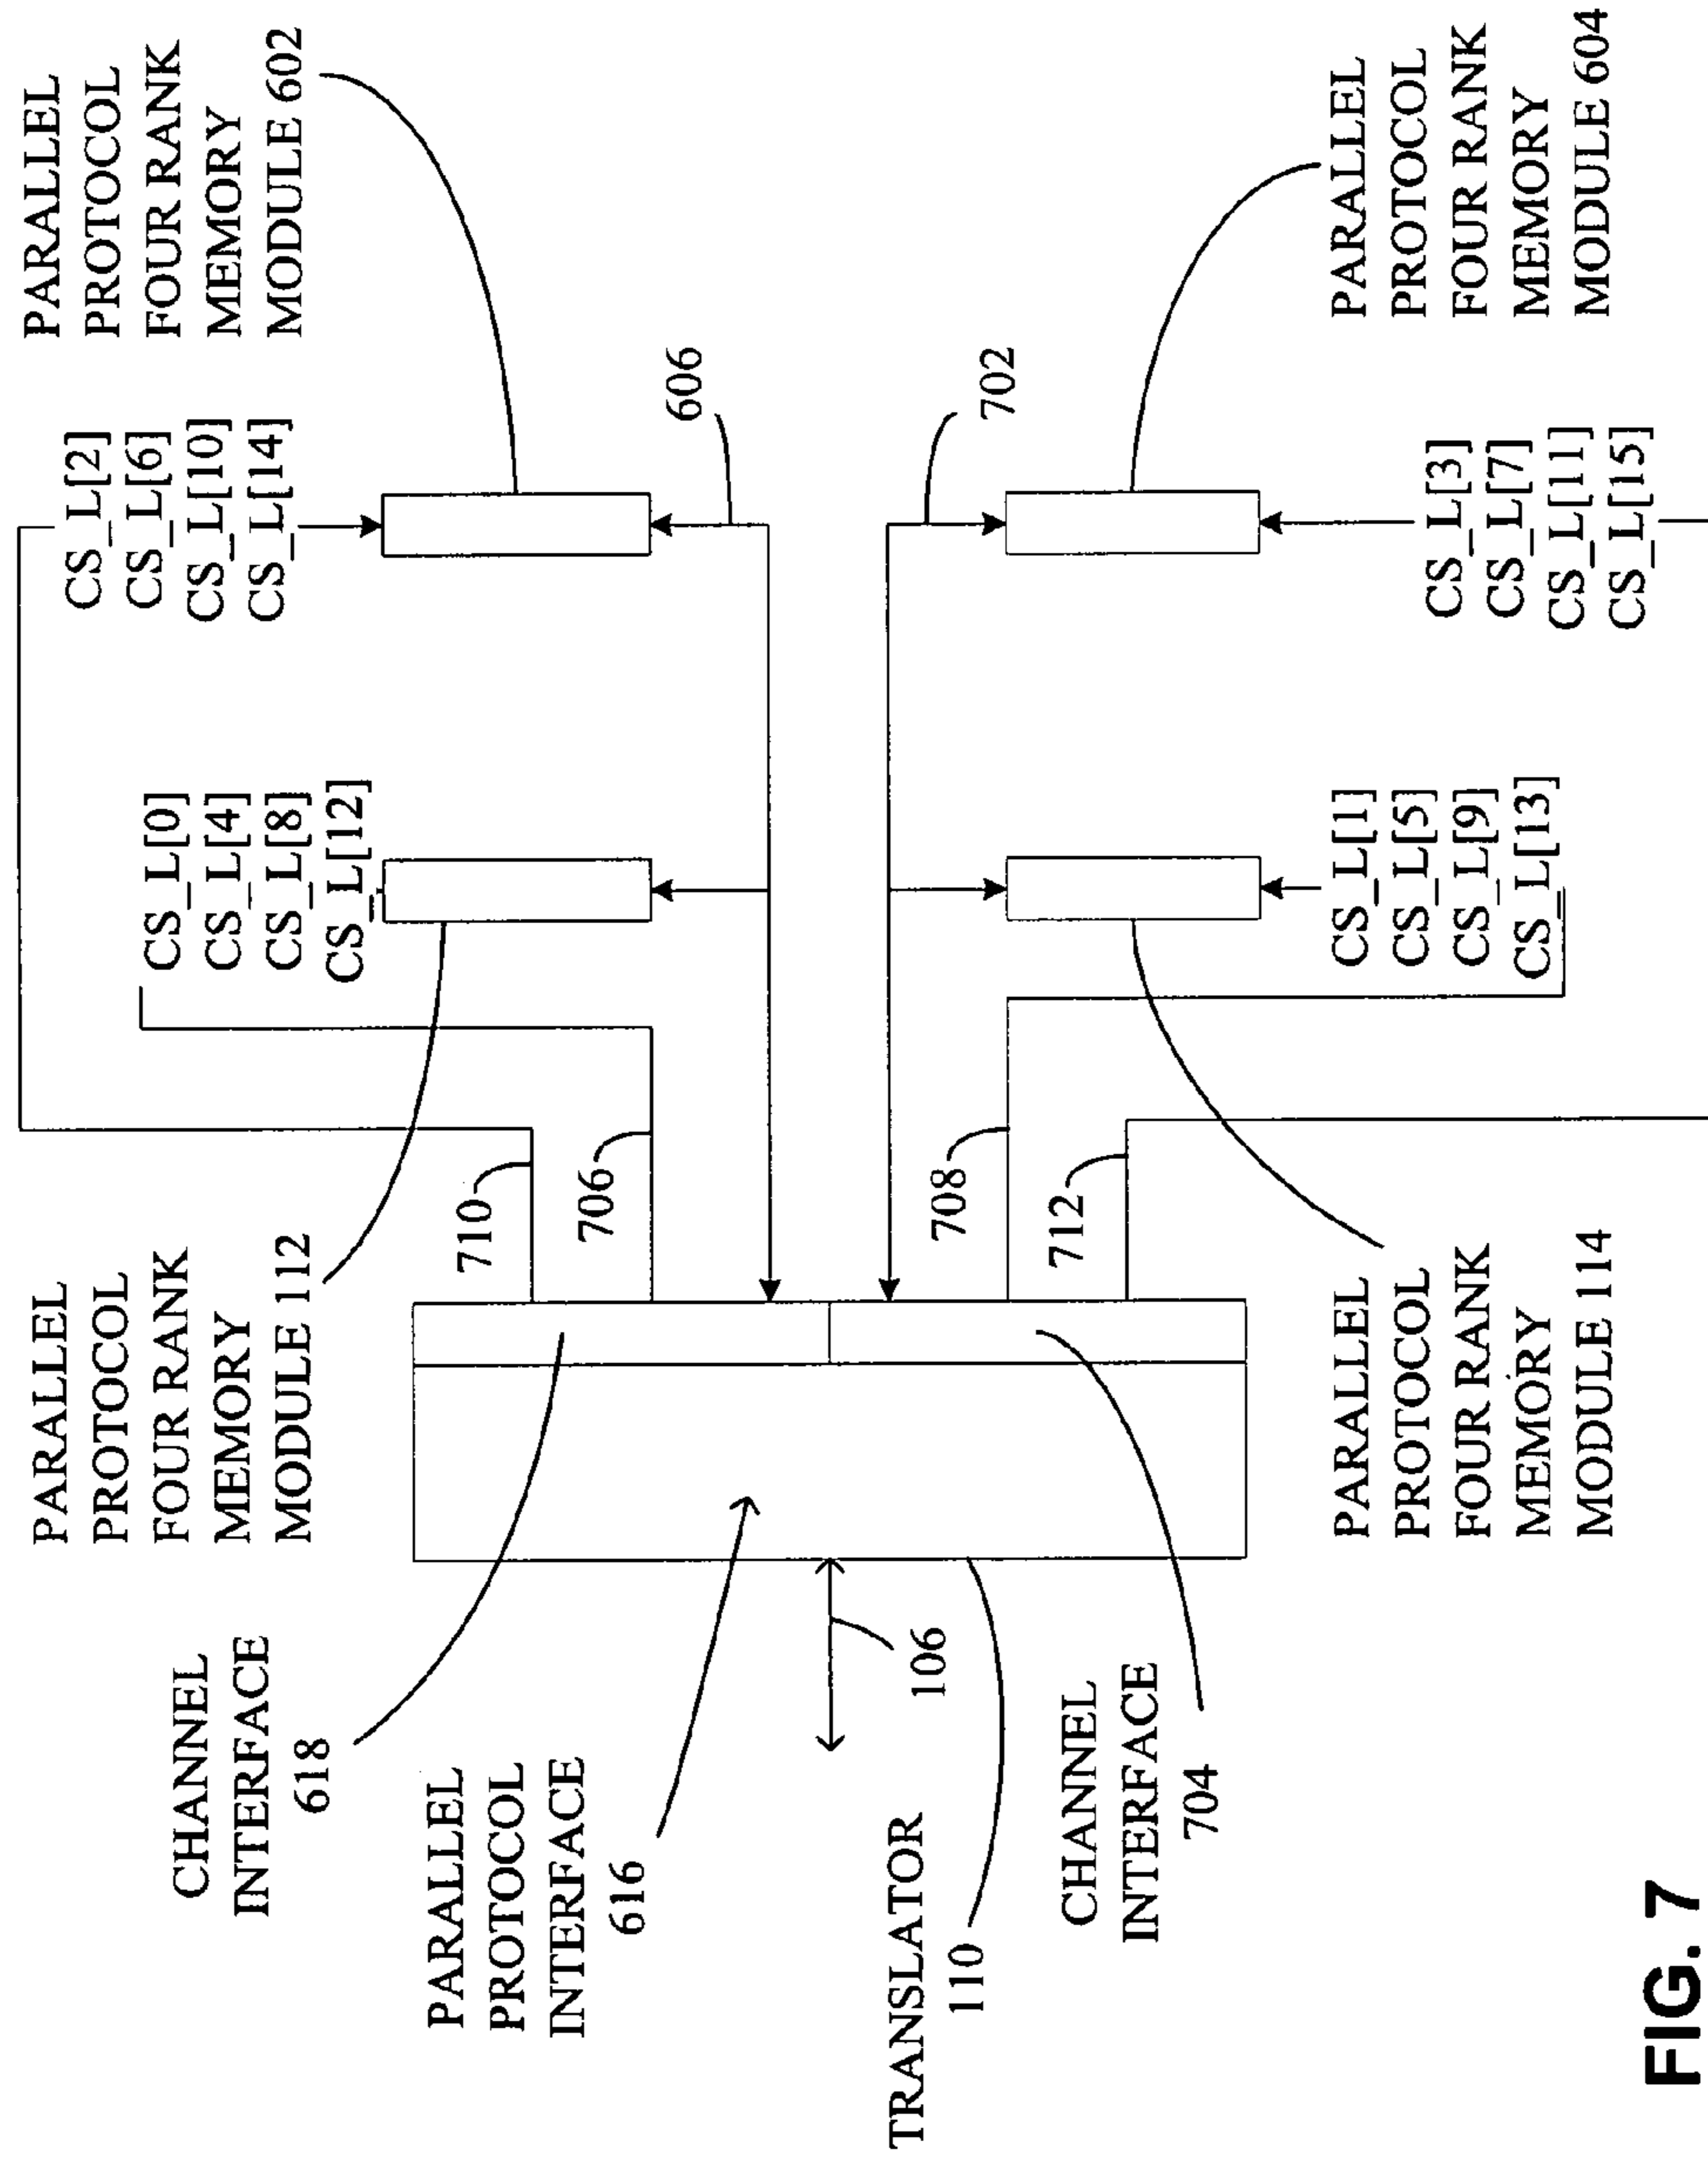 CHANNEL
INTERFACE
618
PARALLEL
PROTOCOL
INTERFACE
616
TRANSLATOR
110
CHANNEL
INTERFACE
704
106
PARALLEL
PROTOCOL
FOUR RANK
MEMORY
MODULE 112
710
706
708
712
PARALLEL
PROTOCOL
FOUR RANK
MEMORY
MODULE 114
CS_L[0]
CS_L[4]
CS_L[8]
CS_L[12]
CS_L[1]
CS_L[5]
CS_L[9]
CS_L[13]
CS_L[2]
CS_L[6]
CS_L[10]
CS_L[14]
606
702
CS_L[3]
CS_L[7]
CS_L[11]
CS_L[15]
PARALLEL
PROTOCOL
FOUR RANK
MEMORY
MODULE 602
PARALLEL
PROTOCOL
FOUR RANK
MEMORY
MODULE 604
FIG. 7